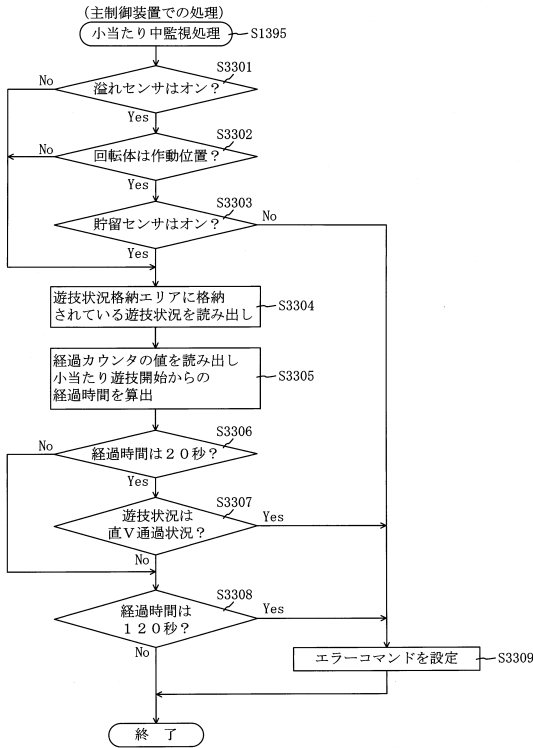 (主制御装置での処理)
小当たり中監視処理
S1395
S3301
溢れセンサはオン?
No
Yes
S3302
回転体は作動位置?
No
Yes
S3303
貯留センサはオン?
No
Yes
遊技状況格納エリアに格納
されている遊技状況を読み出し
S3304
経過カウンタの値を読み出し
小当たり遊技開始からの
経過時間を算出
S3305
S3306
経過時間は20秒?
No
Yes
S3307
遊技状況は
直V通過状況?
Yes
No
S3308
経過時間は
120秒?
Yes
No
エラーコマンドを設定
S3309
終 了